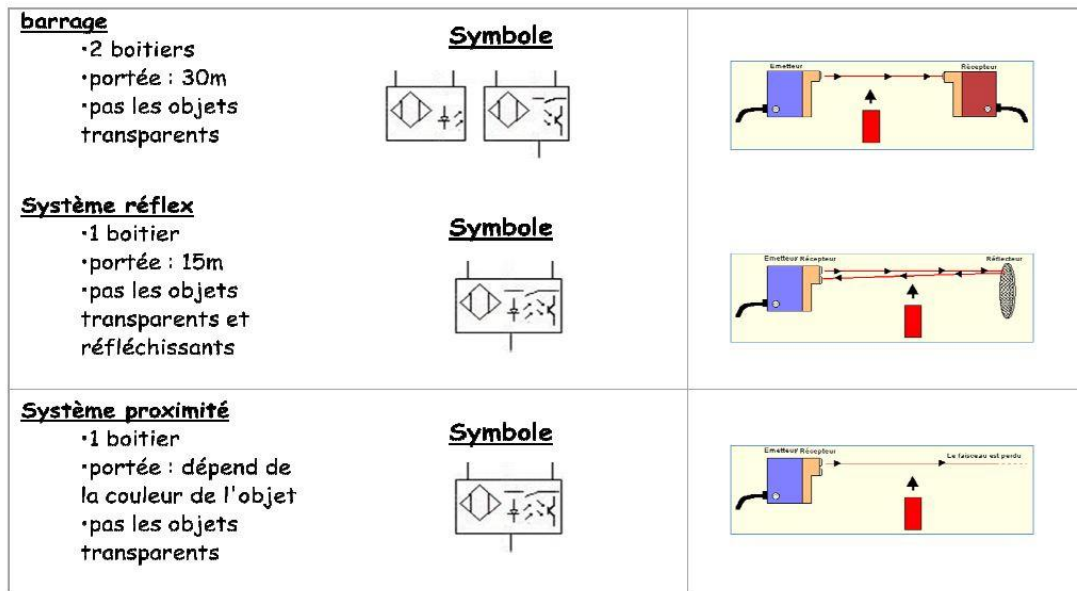 barrage
•2 boitiers
•portée : 30m
•pas les objets
transparents
Symbole
Emetteur
Récepteur
Système réflex
•1 boitier
•portée : 15m
•pas les objets
transparents et
réfléchissants
Symbole
Emetteur Récepteur
Réflecteur
Système proximité
•1 boitier
•portée : dépend de
la couleur de l'objet
•pas les objets
transparents
Symbole
Emetteur Récepteur
Le faisceau est perdu